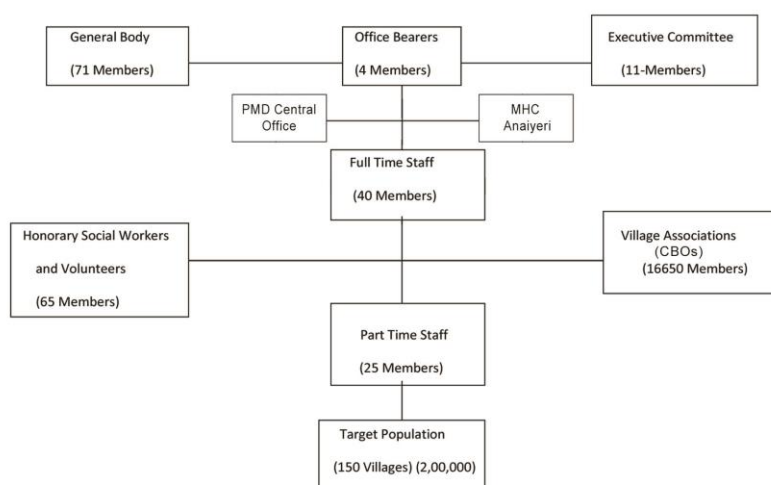 General Body
(71 Members)
Office Bearers
(4 Members)
Executive Committee
(11-Members)
PMD Central
Office
MHC
Anaiyeri
Full Time Staff
(40 Members)
Honorary Social Workers
and Volunteers
(65 Members)
Village Associations
(CBOs)
(16650 Members)
Part Time Staff
(25 Members)
Target Population
(150 Villages) (2,00,000)